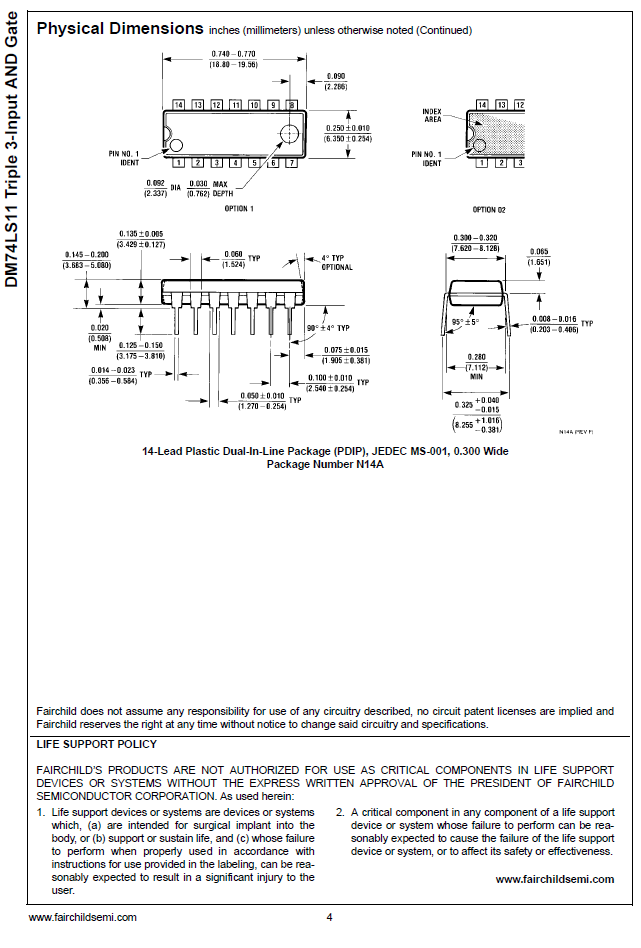 DM74LS11 Triple 3-Input AND Gate
Physical Dimensions inches (millimeters) unless otherwise noted (Continued)
0.740 – 0.770
(18.80 – 19.56)
0.090
(2.286)
14 13 12 11 10 9 8
0.250 ± 0.010
(6.350 ± 0.254)
PIN NO. 1
IDENT
1 2 3 4 5 6 7
0.092
(2.337)
DIA
0.030
(0.762)
MAX
DEPTH
OPTION 1
INDEX
AREA
14 13 12
PIN NO. 1
IDENT
1 2 3
OPTION 02
0.135 ± 0.005
(3.429 ± 0.127)
0.145 – 0.200
(3.683 – 5.080)
0.060
(1.524)
TYP
4° TYP
OPTIONAL
0.020
(0.508)
MIN
0.125 – 0.150
(3.175 – 3.810)
0.014 – 0.023
(0.356 – 0.584)
TYP
90° ± 4° TYP
0.075 ± 0.015
(1.905 ± 0.381)
0.100 ± 0.010
(2.540 ± 0.254)
TYP
0.050 ± 0.010
(1.270 – 0.254)
TYP
0.300 – 0.320
(7.620 – 8.128)
0.065
(1.651)
95° ± 5°
0.008 – 0.016
(0.203 – 0.406)
TYP
0.280
(7.112)
MIN
0.325 +0.040 –0.015
(8.255 +1.016 –0.381)
N14A (REV F)
14-Lead Plastic Dual-In-Line Package (PDIP), JEDEC MS-001, 0.300 Wide
Package Number N14A
Fairchild does not assume any responsibility for use of any circuitry described, no circuit patent licenses are implied and
Fairchild reserves the right at any time without notice to change said circuitry and specifications.
LIFE SUPPORT POLICY
FAIRCHILD'S PRODUCTS ARE NOT AUTHORIZED FOR USE AS CRITICAL COMPONENTS IN LIFE SUPPORT
DEVICES OR SYSTEMS WITHOUT THE EXPRESS WRITTEN APPROVAL OF THE PRESIDENT OF FAIRCHILD
SEMICONDUCTOR CORPORATION. As used herein:
1. Life support devices or systems are devices or systems
which, (a) are intended for surgical implant into the
body, or (b) support or sustain life, and (c) whose failure
to perform when properly used in accordance with
instructions for use provided in the labeling, can be rea-
sonably expected to result in a significant injury to the
user.
2. A critical component in any component of a life support
device or system whose failure to perform can be rea-
sonably expected to cause the failure of the life support
device or system, or to affect its safety or effectiveness.
www.fairchildsemi.com
www.fairchildsemi.com
4